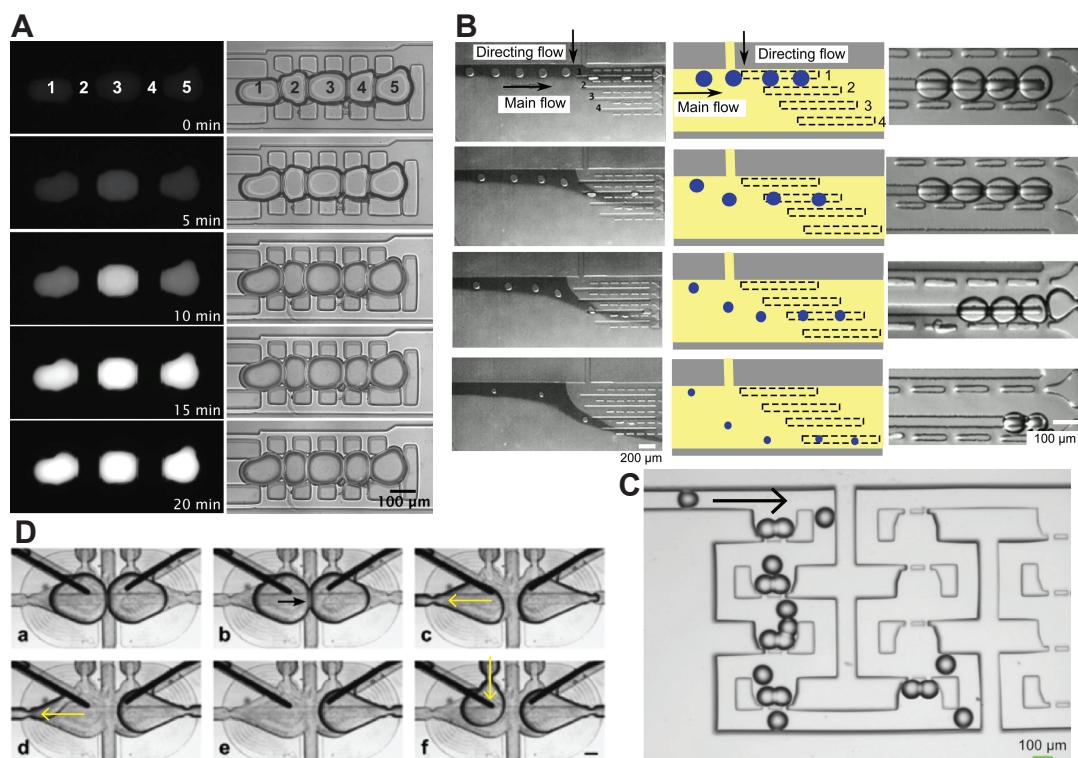 A
1 2 3 4 5
1 2 3 4 5
0 min
5 min
10 min
15 min
20 min
100 µm
B
Directing flow
Main flow
1
2
3
4
Directing flow
Main flow
1
2
3
4
200 µm
100 µm
C
100 µm
D
a
b
c
d
e
f